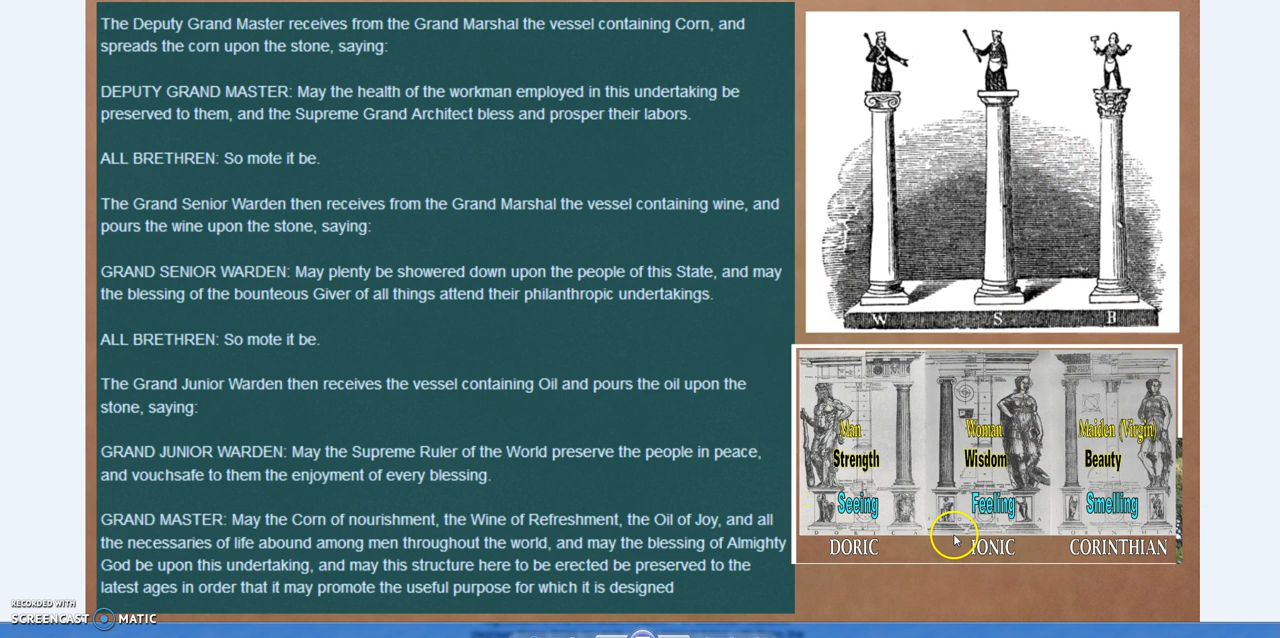 The Deputy Grand Master receives from the Grand Marshal the vessel containing Corn, and
spreads the corn upon the stone, saying:
DEPUTY GRAND MASTER: May the health of the workman employed in this undertaking be
preserved to them, and the Supreme Grand Architect bless and prosper their labors.
ALL BRETHREN: So mote it be.
The Grand Senior Warden then receives from the Grand Marshal the vessel containing wine, and
pours the wine upon the stone, saying:
GRAND SENIOR WARDEN: May plenty be showered down upon the people of this State, and may
the blessing of the bounteous Giver of all things attend their philanthropic undertakings.
ALL BRETHREN: So mote it be.
The Grand Junior Warden then receives the vessel containing Oil and pours the oil upon the
stone, saying:
GRAND JUNIOR WARDEN: May the Supreme Ruler of the World preserve the people in peace,
and vouchsafe to them the enjoyment of every blessing.
GRAND MASTER: May the Corn of nourishment, the Wine of Refreshment, the Oil of Joy, and all
the necessaries of life abound among men throughout the world, and may the blessing of Almighty
God be upon this undertaking, and may this structure here to be erected be preserved to the
latest ages in order that it may promote the useful purpose for which it is designed
W S B
Man Woman Maiden (Virgin)
Strength Wisdom Beauty
Seeing Feeling Smelling
DORIC IONIC CORINTHIAN
RECORDED WITH
SCREENCAST MATIC